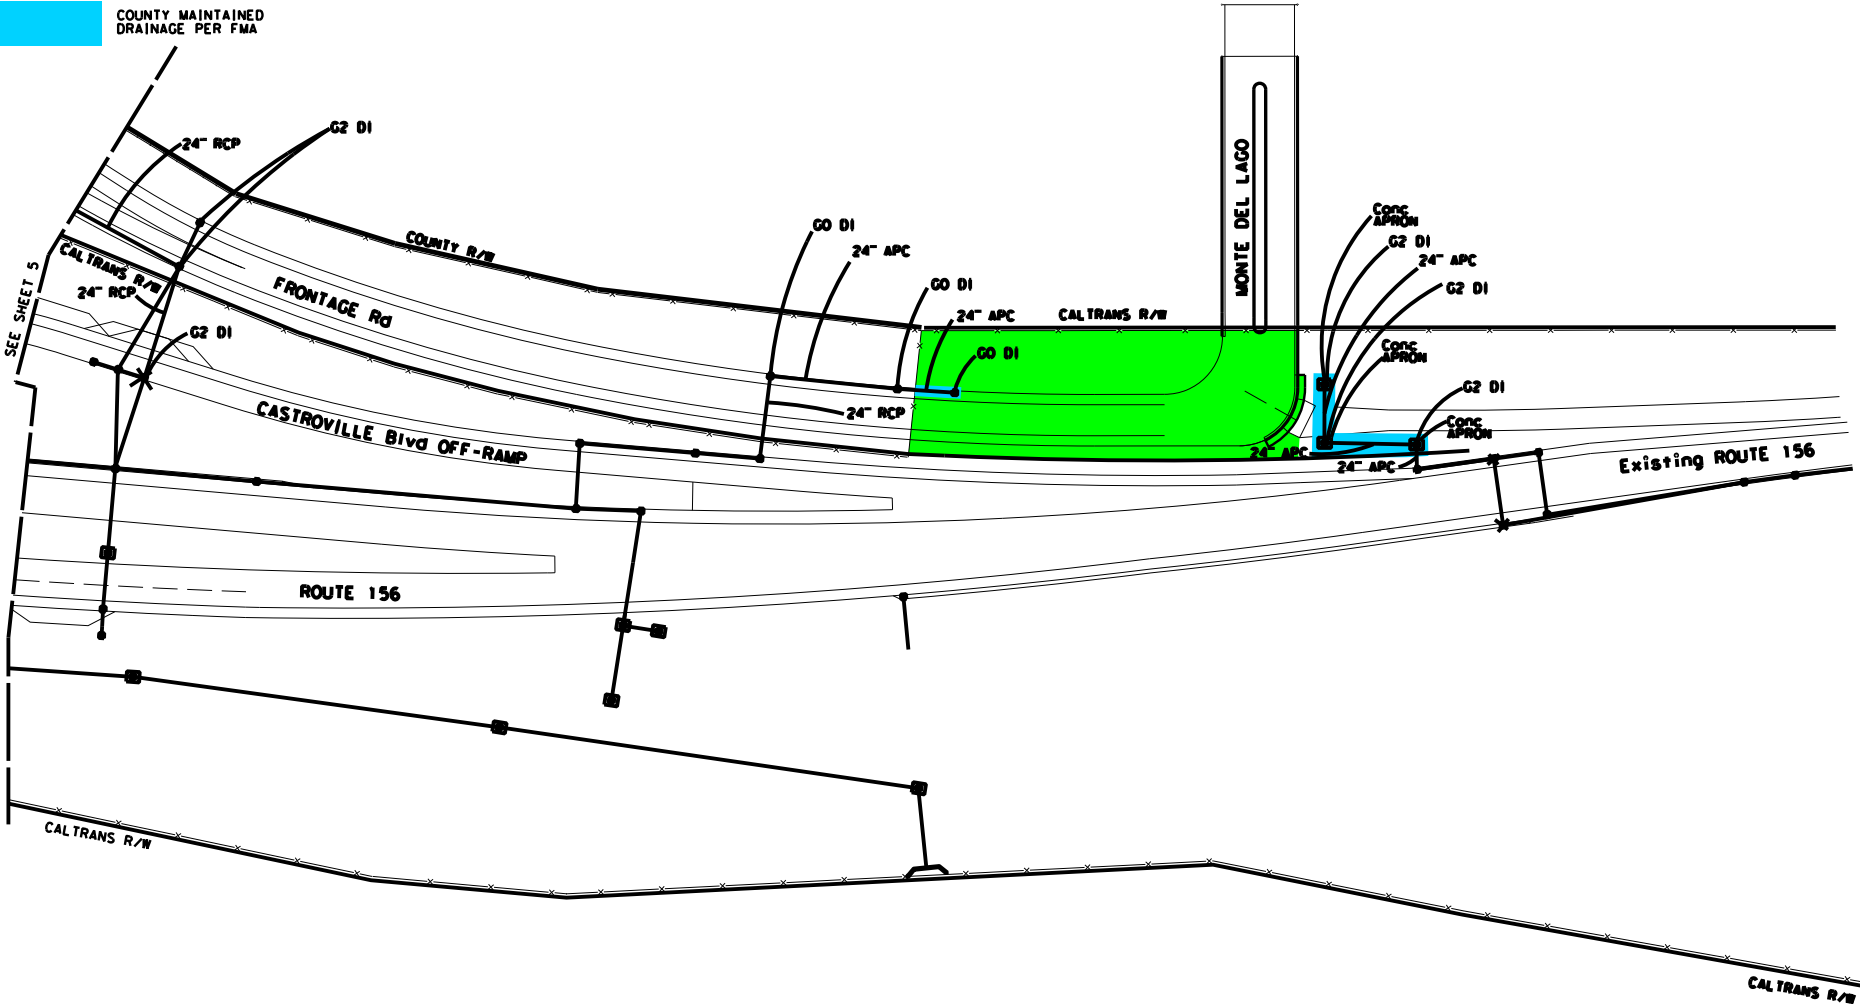 COUNTY MAINTAINED
DRAINAGE PER FMA
G2 DI
24" RCP
MONTE DEL LAGO
Conc
APRON
GO DI
24" APC
G2 DI
COUNTY R/W
24" APC
CALTRANS R/W
SEE SHEET 5
24" RCP
FRONTAGE Rd
GO DI
G2 DI
24" APC
CALTRANS R/W
G2 DI
GO DI
Conc
APRON
G2 DI
24" RCP
CASTROVILLE Blvd OFF-RAMP
Conc
APRON
24" APC
24" APC
Existing ROUTE 156
ROUTE 156
CALTRANS R/W
CALTRANS R/W